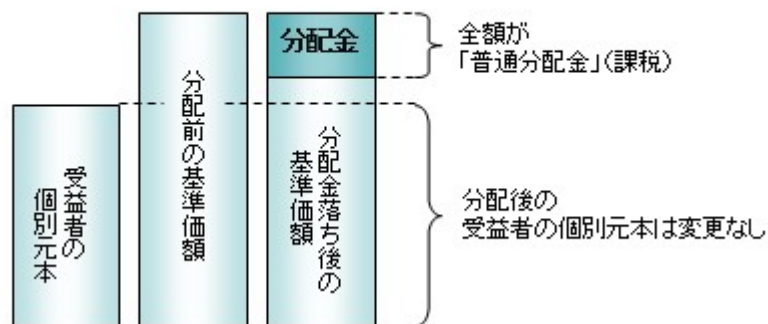 受益者の
個別元本
分配前の基準価額
分配金
分配金落ち後の
基準価額
全額が
「普通分配金」(課税)
分配後の
受益者の個別元本は変更なし